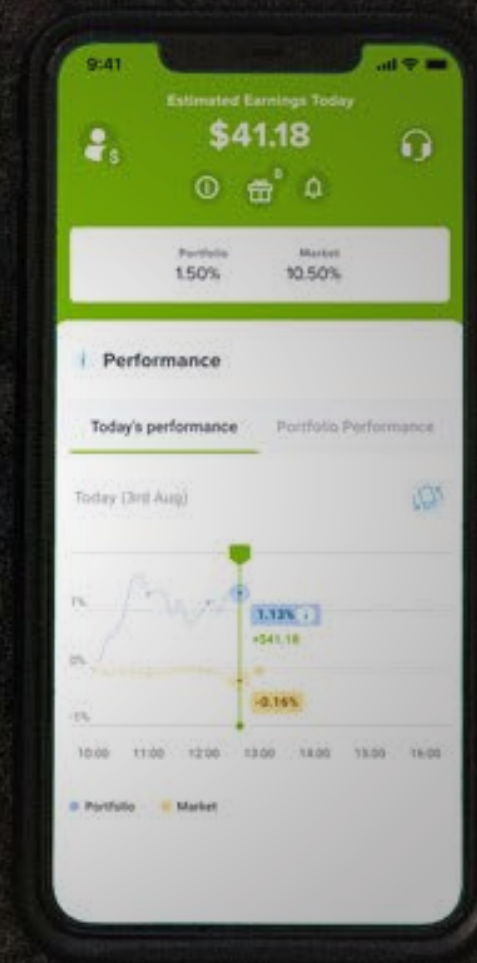 9:41
Estimated Earnings Today
$41.18
$
0
Portfolio Market
1.50% 10.50%
Performance
Today's performance Portfolio Performance
Today (3rd Aug)
1%
1.13% i
+$41.18
0%
-0.16%
-1%
10:00 11:00 12:00 13:00 14:00 15:00 16:00
Portfolio Market